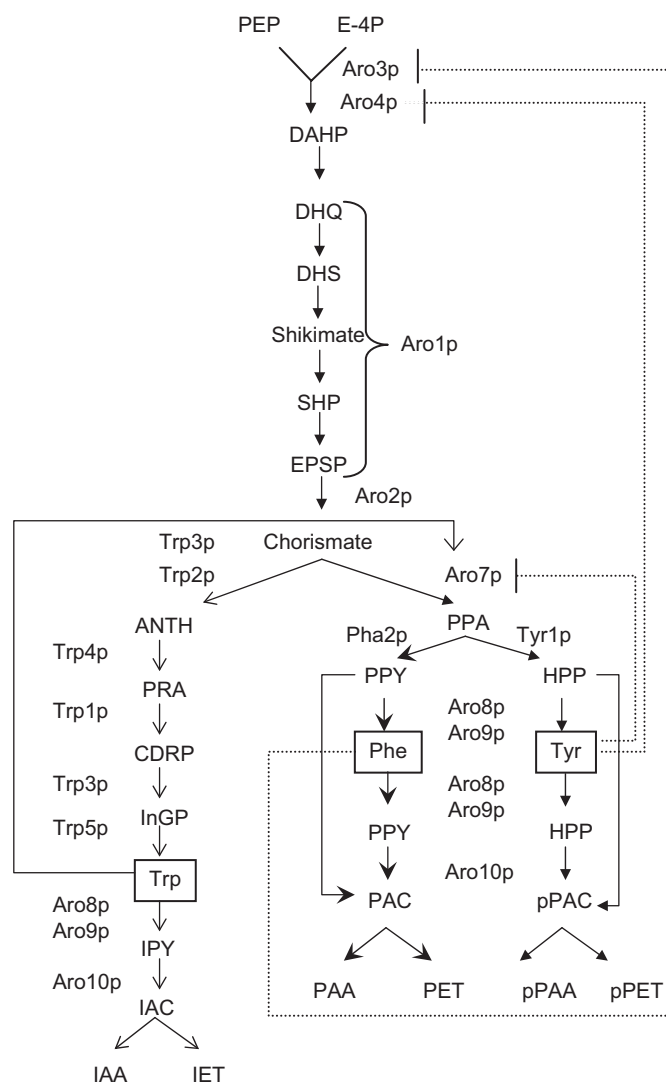 PEP E-4P
Aro3p
Aro4p
DAHP
DHQ
DHS
Shikimate
Aro1p
SHP
EPSP
Aro2p
Trp3p Chorismate
Trp2p Aro7p
ANTH PPA
Pha2p Tyr1p
Trp4p
PRA PPY HPP
Trp1p Aro8p
Aro9p
CDRP Phe Tyr
Trp3p Aro8p
Aro9p
InGP
Trp5p PPY HPP
Trp Aro10p
Aro8p PAC pPAC
Aro9p
IPY
Aro10p PAA PET pPAA pPET
IAC
IAA IET